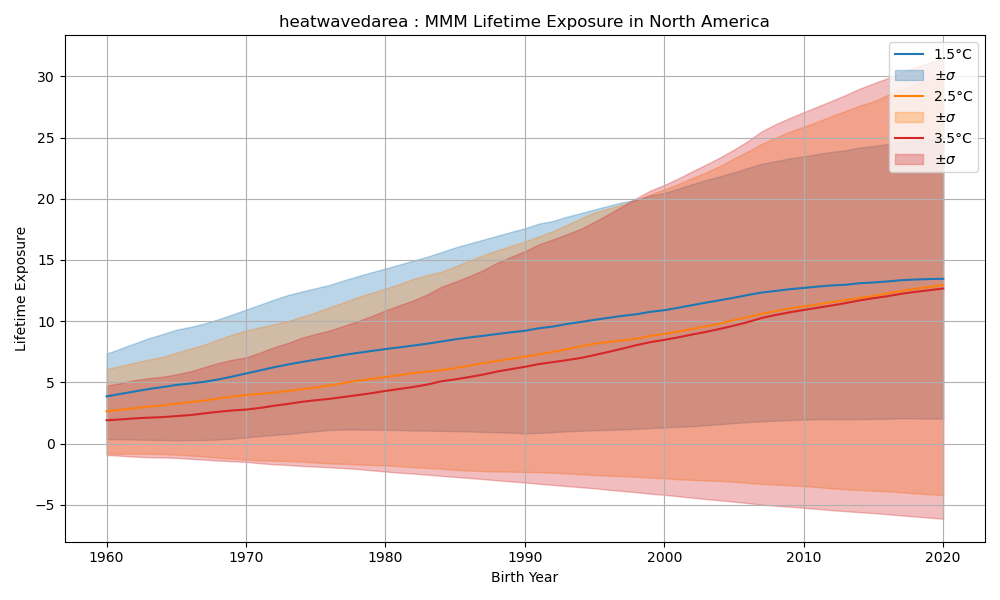 heatwavedarea : MMM Lifetime Exposure in North America
1.5°C
±σ
2.5°C
±σ
3.5°C
±σ
Lifetime Exposure
30
25
20
15
10
5
0
−5
1960
1970
1980
1990
2000
2010
2020
Birth Year